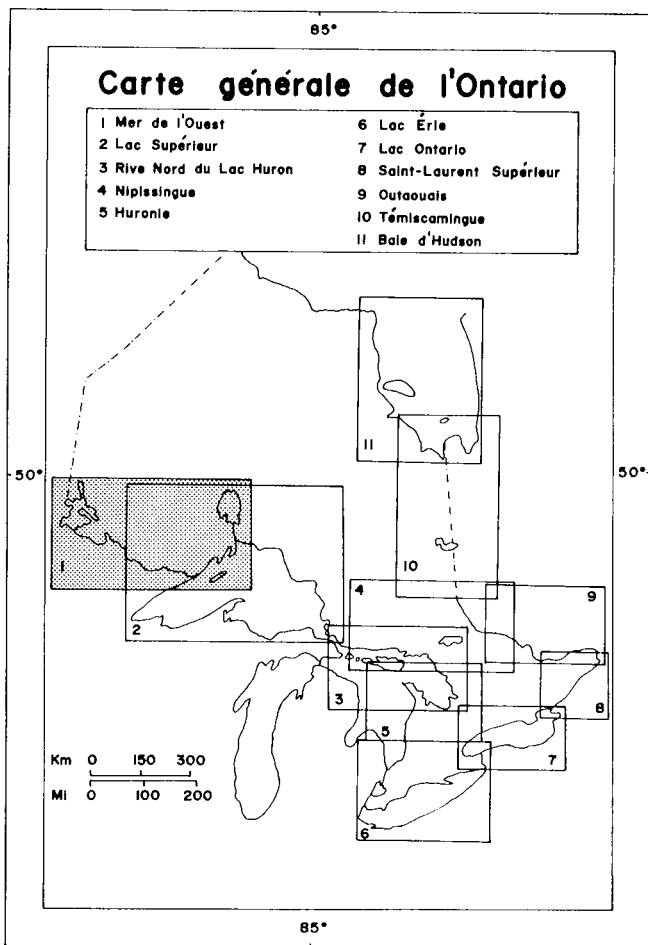 85°
Carte générale de l'Ontario
1 Mer de l'Ouest
2 Lac Supérieur
3 Rive Nord du Lac Huron
4 Nipissingue
5 Huronie
6 Lac Érie
7 Lac Ontario
8 Saint-Laurent Supérieur
9 Outaouais
10 Témiscamingue
11 Baie d'Hudson
11
50°
50°
1
10
4
9
2
3
8
5
7
Km 0 150 300
Mi 0 100 200
6
85°